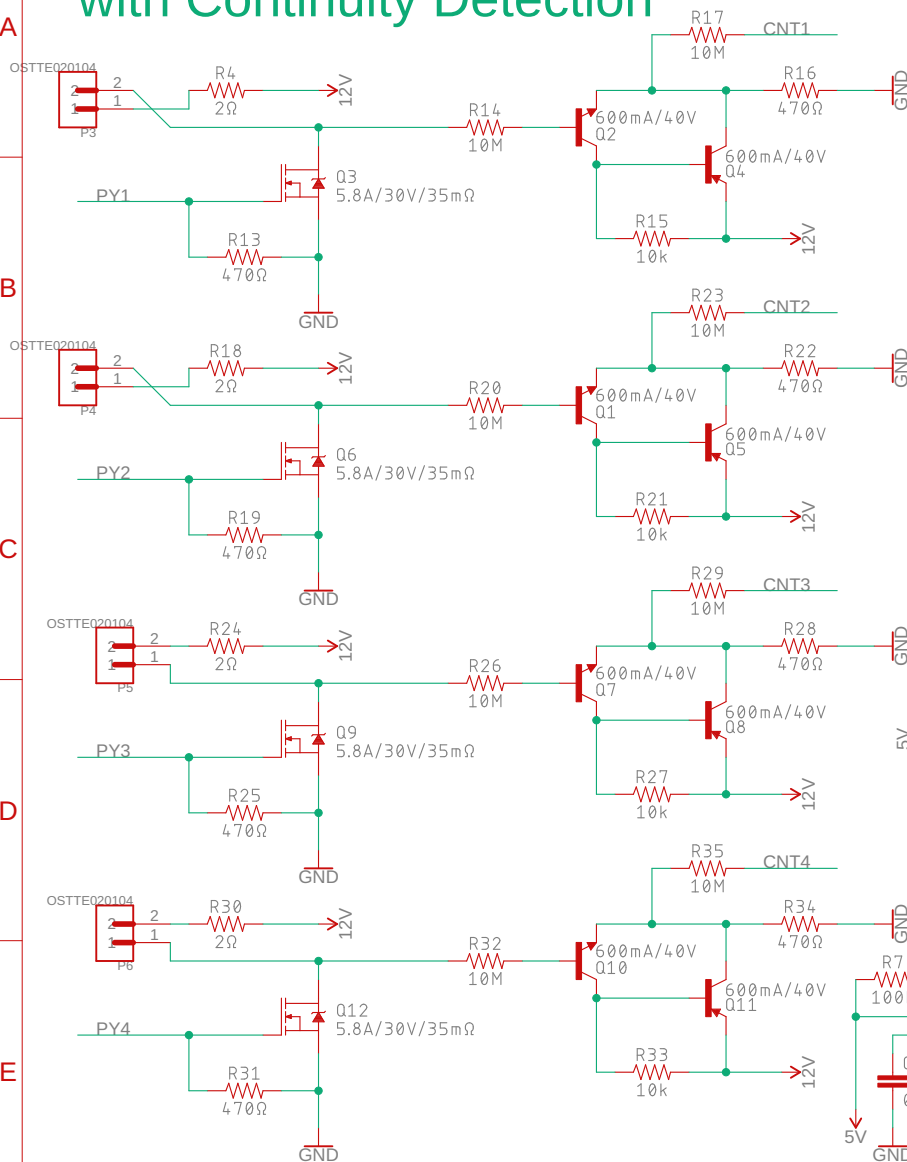 with Continuity Detection
A
R17
10M
CNT1
OSTTE020104
2
1
2
1
P3
R4
2Ω
12V
R16
470Ω
GND
R14
10M
600mA/40V
Q2
600mA/40V
Q4
Q3
5.8A/30V/35mΩ
PY1
R13
470Ω
R15
10k
12V
GND
B
R23
10M
CNT2
OSTTE020104
2
1
2
1
P4
R18
2Ω
12V
R22
470Ω
GND
R20
10M
600mA/40V
Q1
600mA/40V
Q5
Q6
5.8A/30V/35mΩ
PY2
R19
470Ω
R21
10k
12V
GND
C
R29
10M
CNT3
OSTTE020104
2
1
2
1
P5
R24
2Ω
12V
R28
470Ω
GND
R26
10M
600mA/40V
Q7
600mA/40V
Q8
Q9
5.8A/30V/35mΩ
PY3
5V
R25
470Ω
R27
10k
12V
GND
D
R35
10M
CNT4
OSTTE020104
2
1
2
1
P6
R30
2Ω
12V
R34
470Ω
GND
R32
10M
600mA/40V
Q10
600mA/40V
Q11
R7
100
Q12
5.8A/30V/35mΩ
PY4
R31
470Ω
R33
10k
12V
E
5V
GND
GND